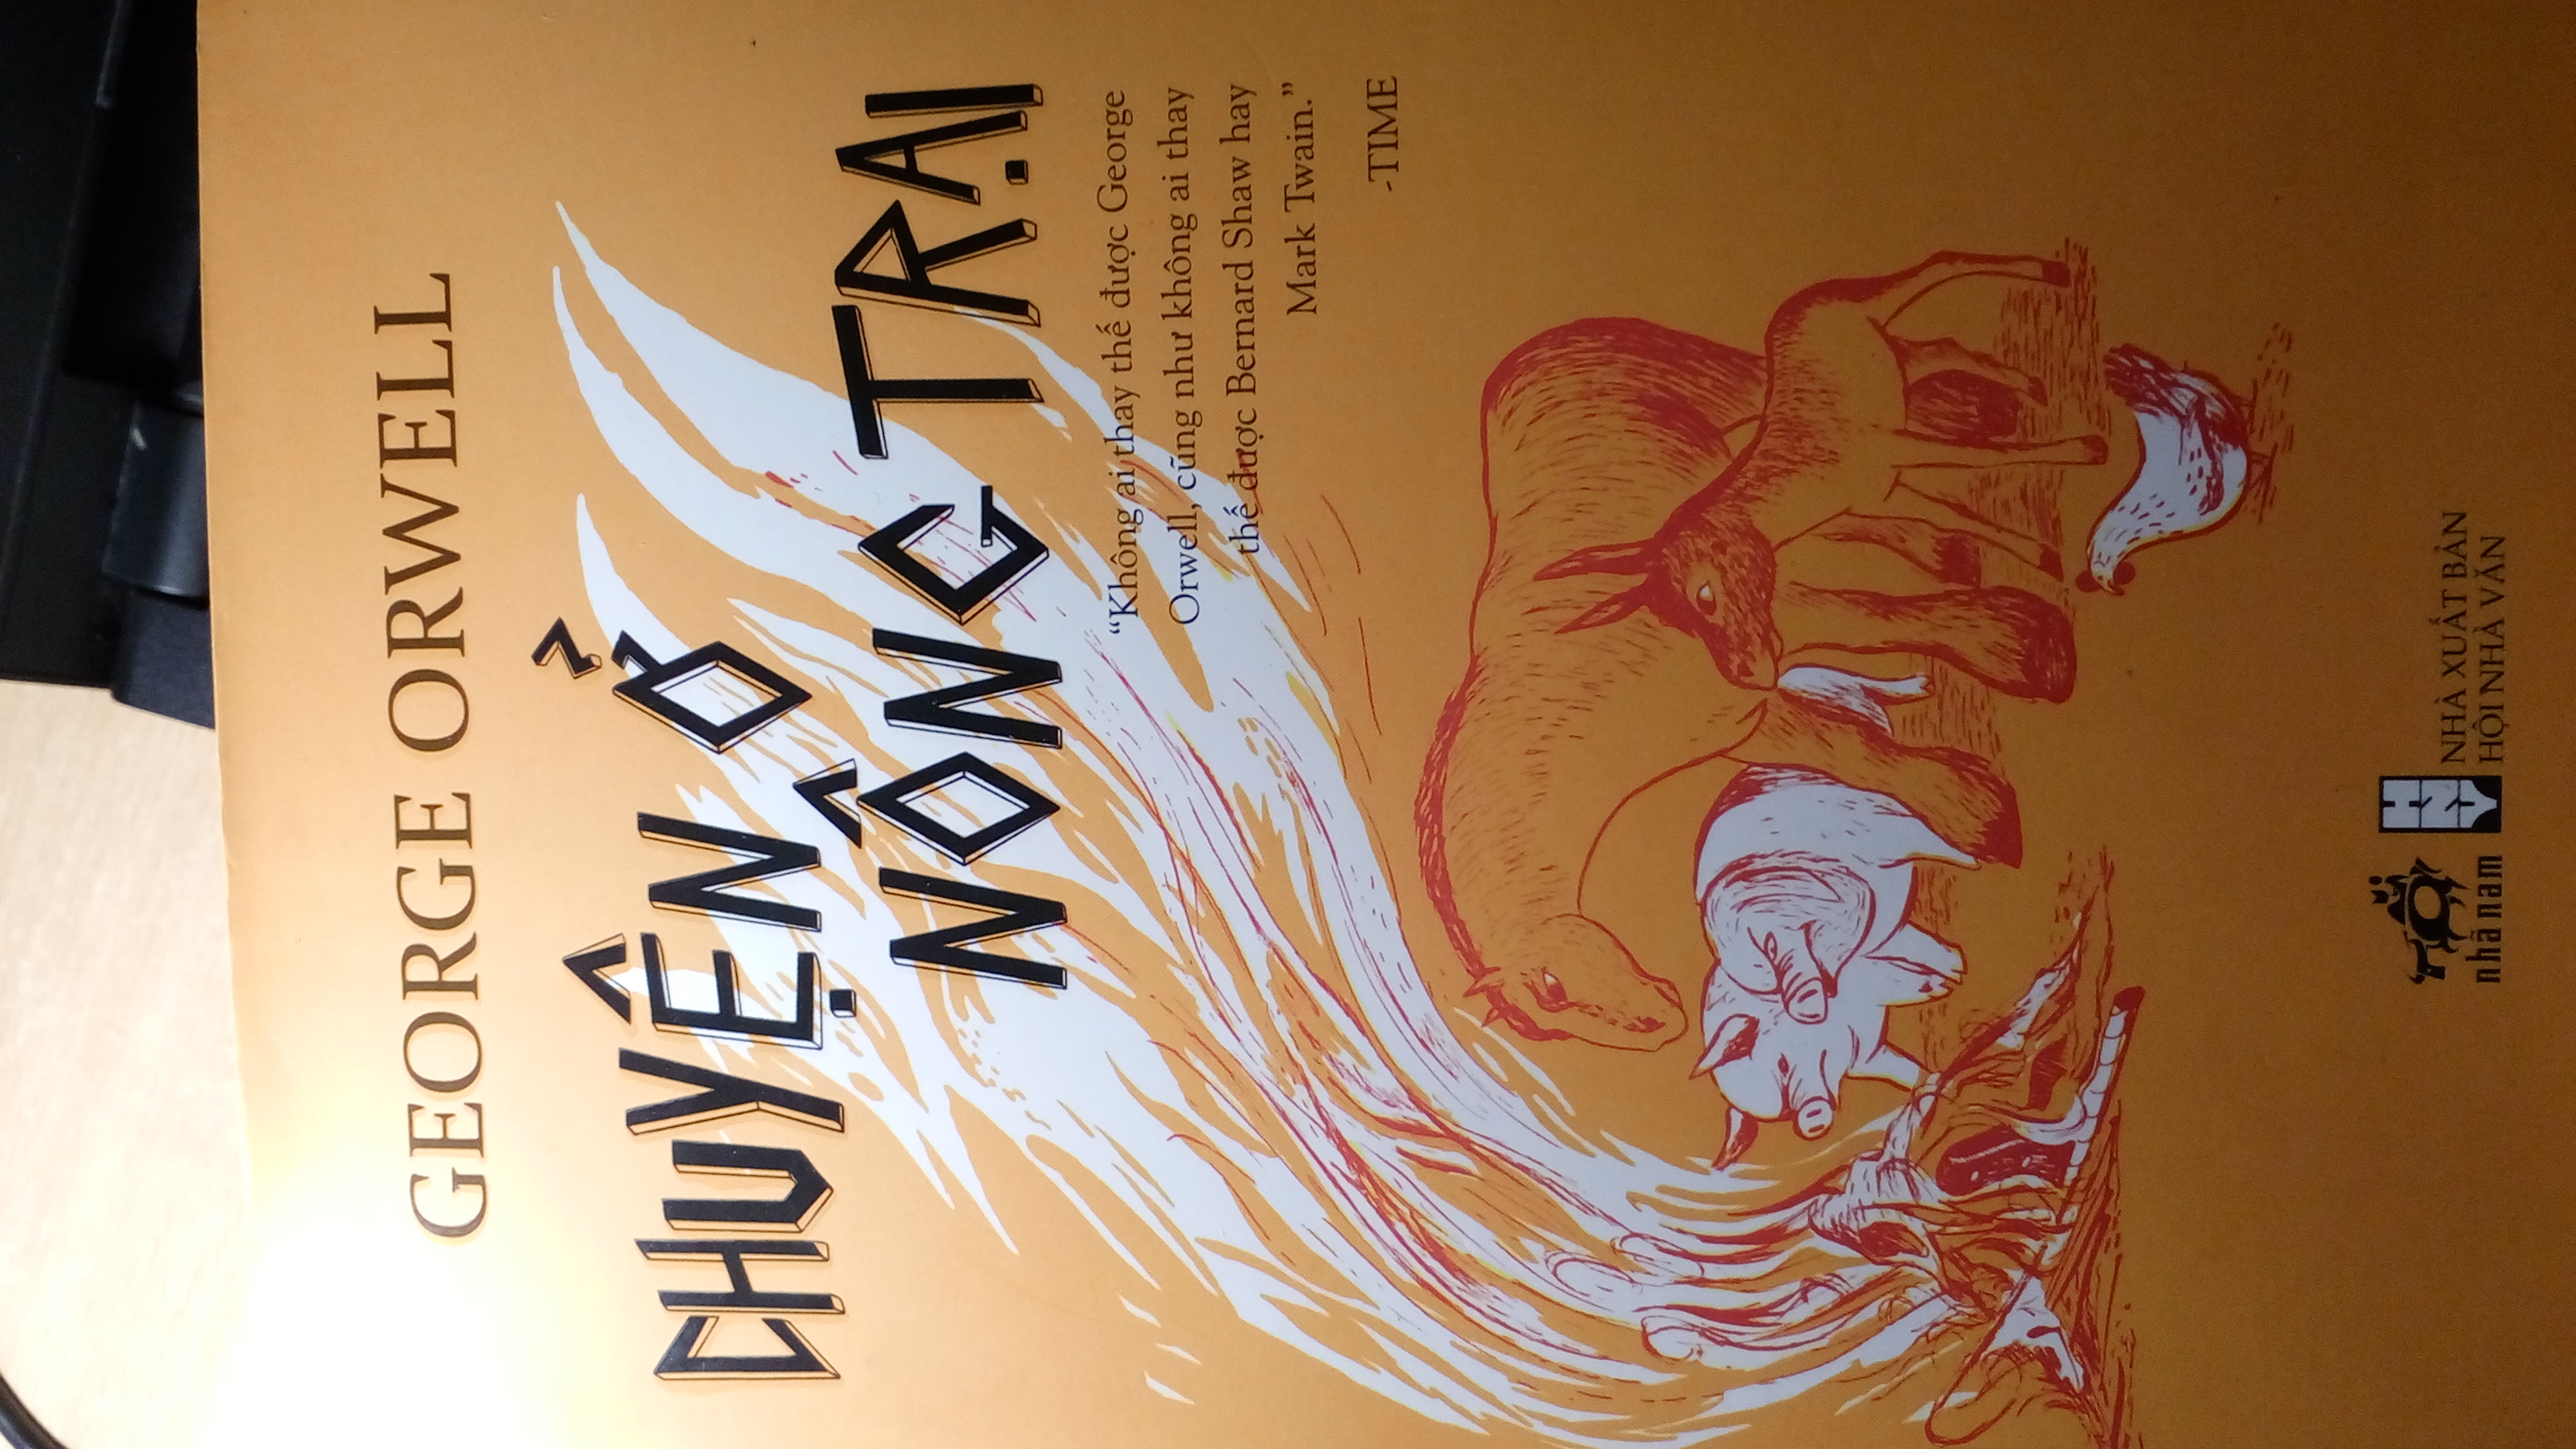 GEORGE ORWELL
CHUYỆN Ở
NÔNG TRẠI
“Không ai thay thế được George
Orwell, cũng như không ai thay
thế được Bernard Shaw hay
Mark Twain.”
-TIME
nhã nam
HNV
NHÀ XUẤT BẢN
HỘI NHÀ VĂN